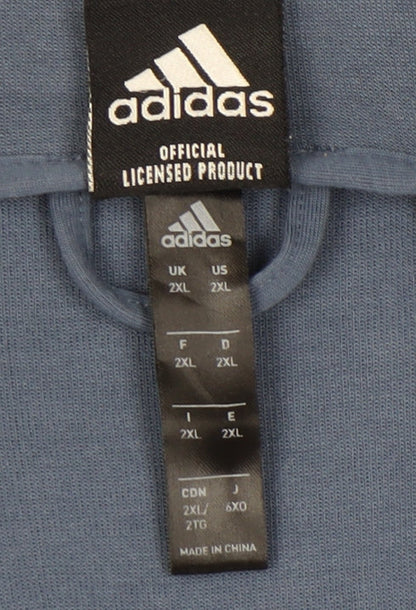 adidas
OFFICIAL
LICENSED PRODUCT
adidas
UK US
2XL 2XL
F D
2XL 2XL
I E
2XL 2XL
CDN J
2XL/ 6XO
2TG
MADE IN CHINA